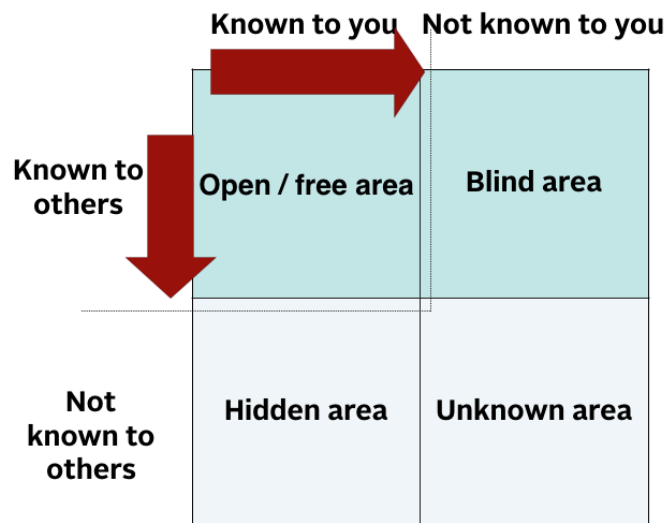 Known to you
Not known to you
Known to
others
Open / free area
Blind area
Not
known to
others
Hidden area
Unknown area